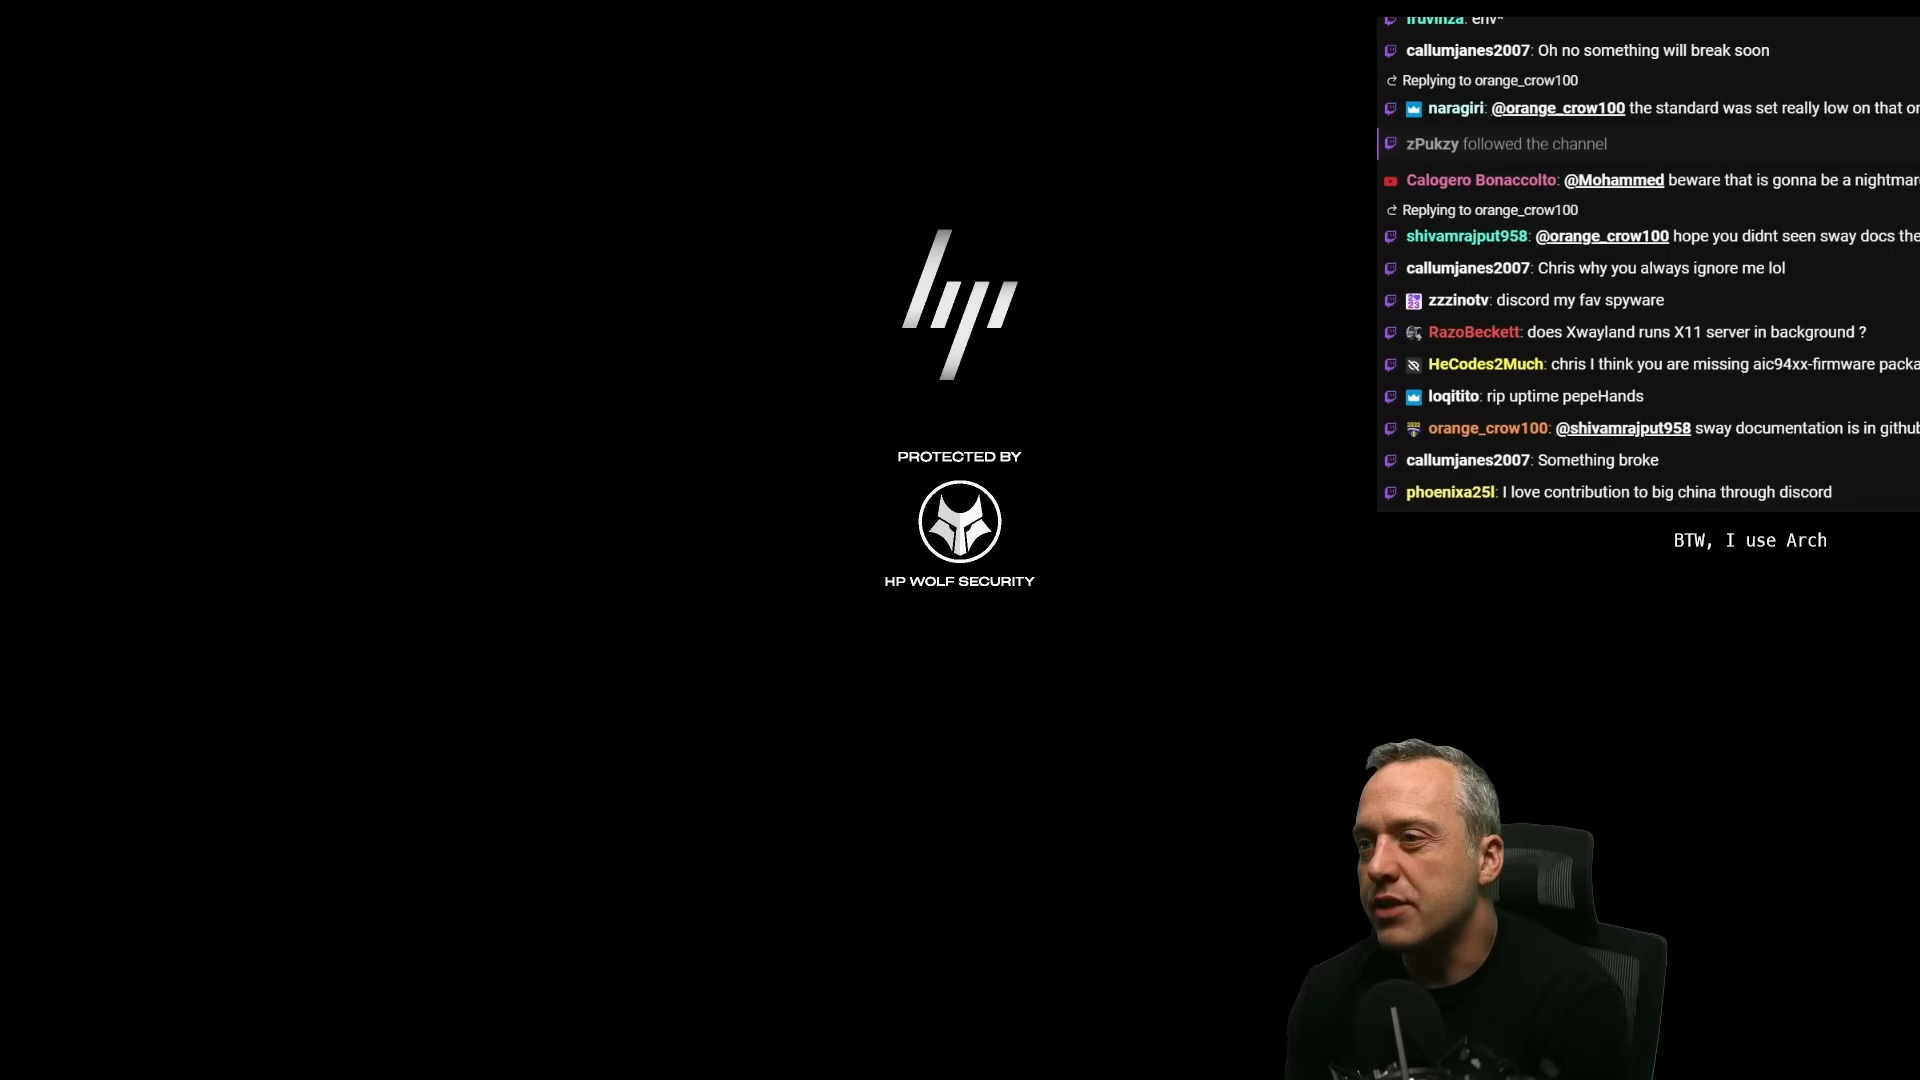 hp
PROTECTED BY
HP WOLF SECURITY
fruvinza: env*
callumjanes2007: Oh no something will break soon
Replying to orange_crow100
naragiri: @orange_crow100 the standard was set really low on that
zPukzy followed the channel
Calogero Bonaccolto: @Mohammed beware that is gonna be a
Replying to orange_crow100
shivamrajput958: @orange_crow100 hope you didnt seen sway docs
callumjanes2007: Chris why you always ignore me lol
zzzinotv: discord my fav spyware
RazoBeckett: does Xwayland runs X11 server in background ?
HeCodes2Much: chris I think you are missing aic94xx-firmware
loqitito: rip uptime pepeHands
orange_crow100: @shivamrajput958 sway documentation is in
callumjanes2007: Something broke
phoenixa25l: I love contribution to big china through discord
BTW, I use Arch